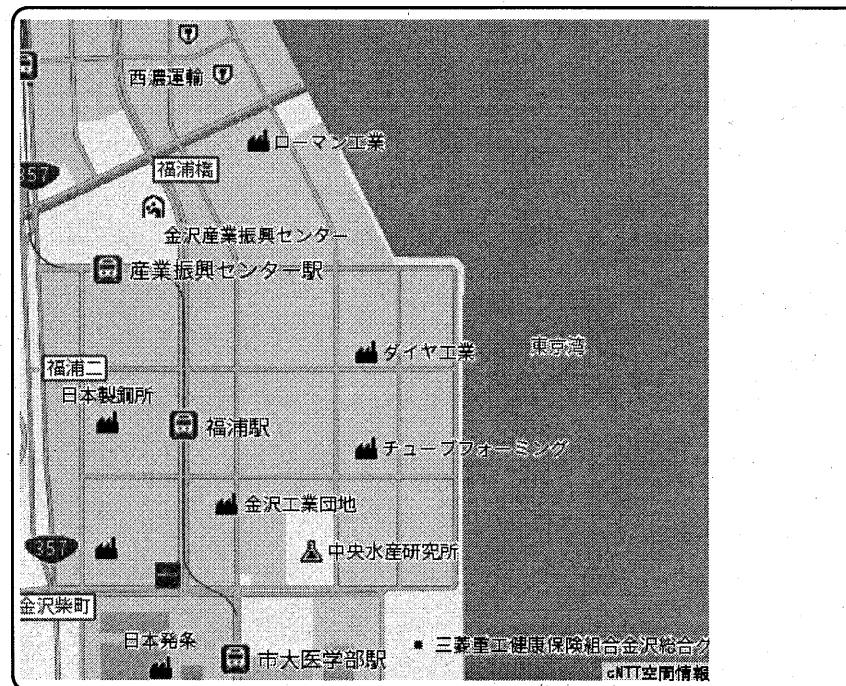 西濃運輸
ローマン工業
357
福浦橋
金沢産業振興センター
産業振興センター駅
ダイヤ工業
東京湾
福浦二
日本製鋼所
福浦駅
チューブフォーミング
金沢工業団地
357
中央水産研究所
金沢柴町
日本発条
市大医学部駅
三菱重工健康保険組合金沢総合グ
cNTT空間情報